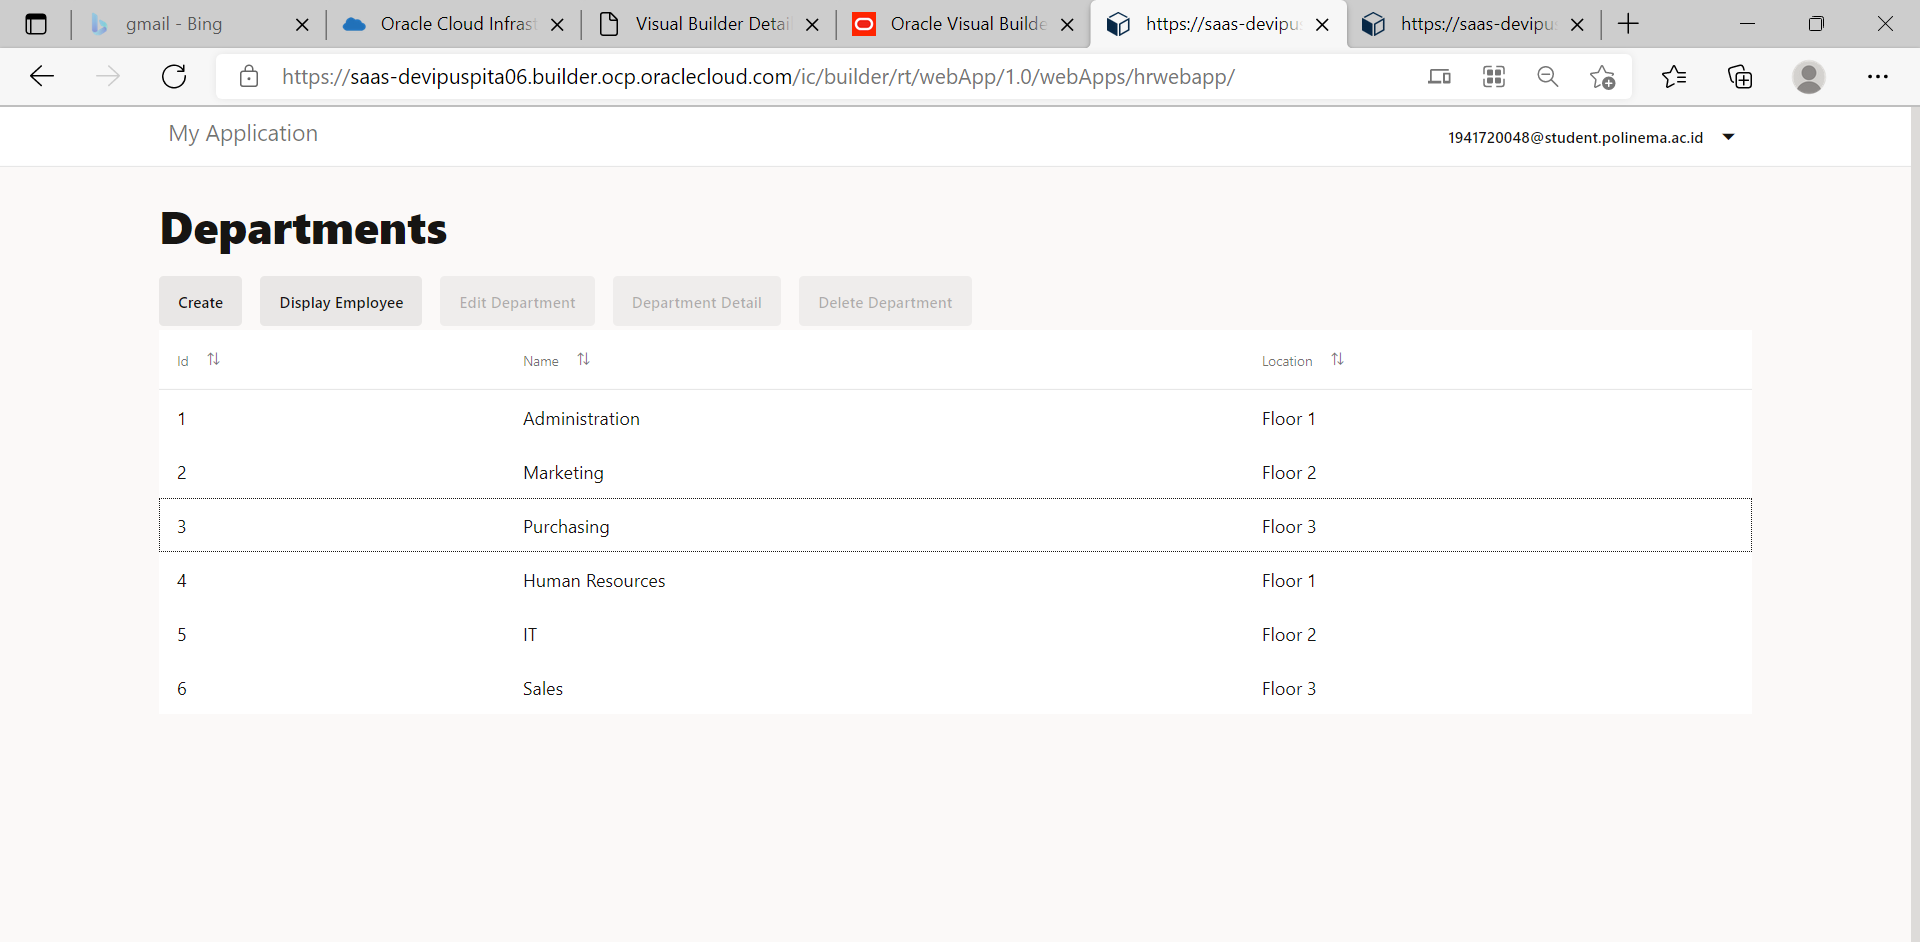 gmail - Bing
Oracle Cloud Infrast
Visual Builder Detai
Oracle Visual Builde
https://saas-devipus
https://saas-devipu
https://saas-devipuspita06.builder.ocp.oraclecloud.com/ic/builder/rt/webApp/1.0/webApps/hrwebapp/
My Application
1941720048@student.polinema.ac.id
Departments
Create Display Employee Edit Department Department Detail Delete Department
Id Name Location
1 Administration Floor 1
2 Marketing Floor 2
3 Purchasing Floor 3
4 Human Resources Floor 1
5 IT Floor 2
6 Sales Floor 3